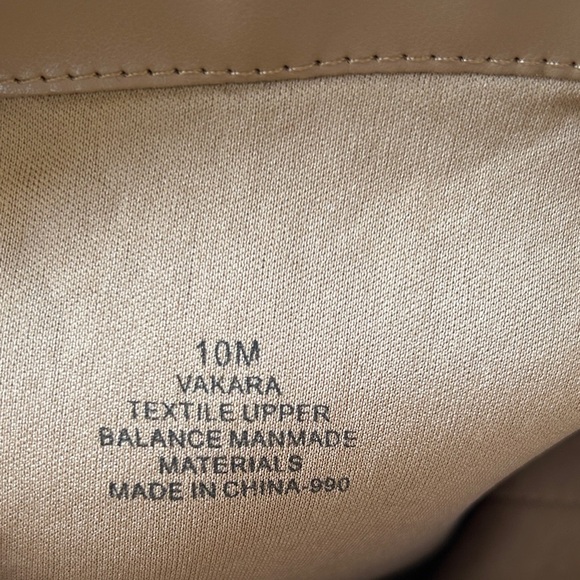 10M
VAKARA
TEXTILE UPPER
BALANCE MANMADE
MATERIALS
MADE IN CHINA-990